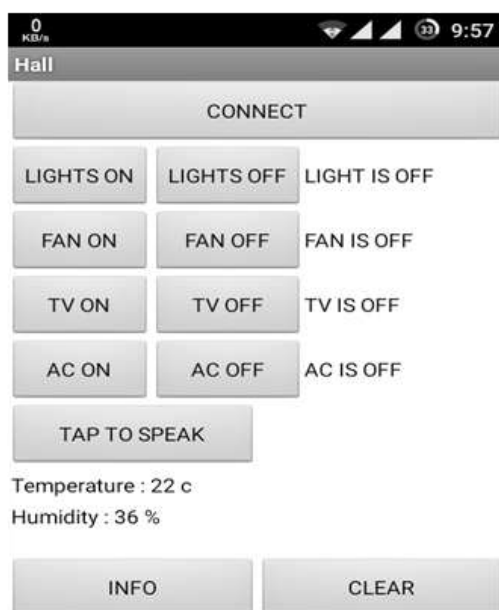 0
KB/s
33 9:57
Hall
CONNECT
LIGHTS ON LIGHTS OFF LIGHT IS OFF
FAN ON FAN OFF FAN IS OFF
TV ON TV OFF TV IS OFF
AC ON AC OFF AC IS OFF
TAP TO SPEAK
Temperature : 22 c
Humidity : 36 %
INFO CLEAR